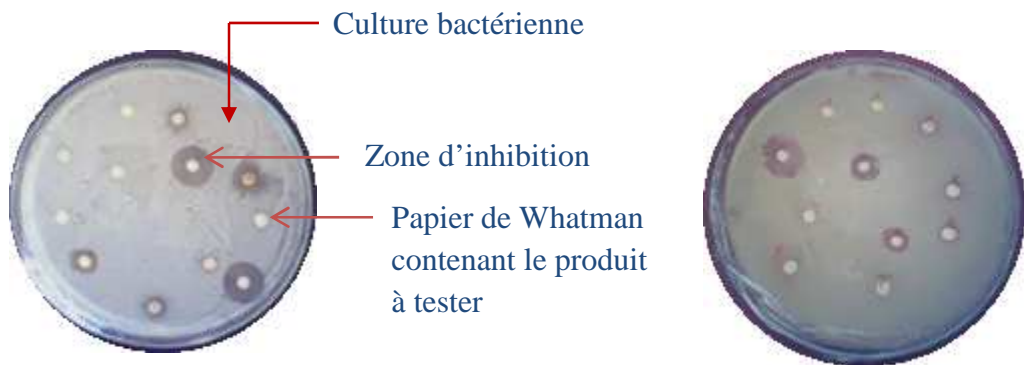 Culture bactérienne
Zone d'inhibition
Papier de Whatman
contenant le produit
à tester